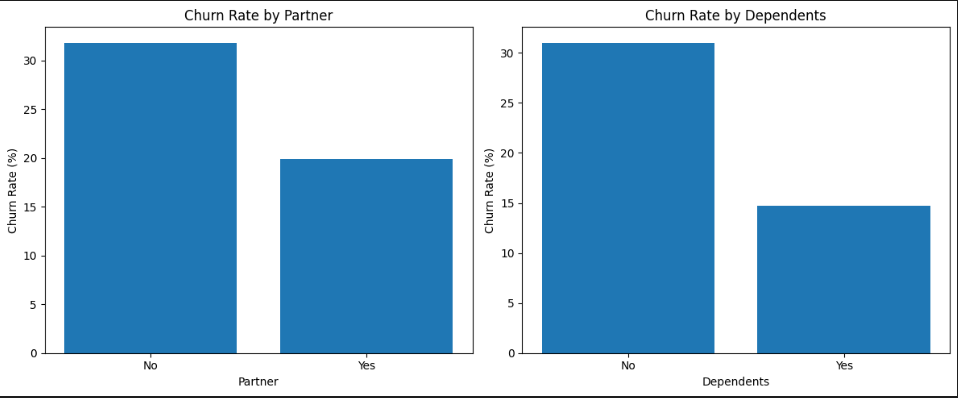 Churn Rate by Partner
Churn Rate (%)
30
25
20
15
10
5
0
No Yes
Partner
Churn Rate by Dependents
Churn Rate (%)
30
25
20
15
10
5
0
No Yes
Dependents